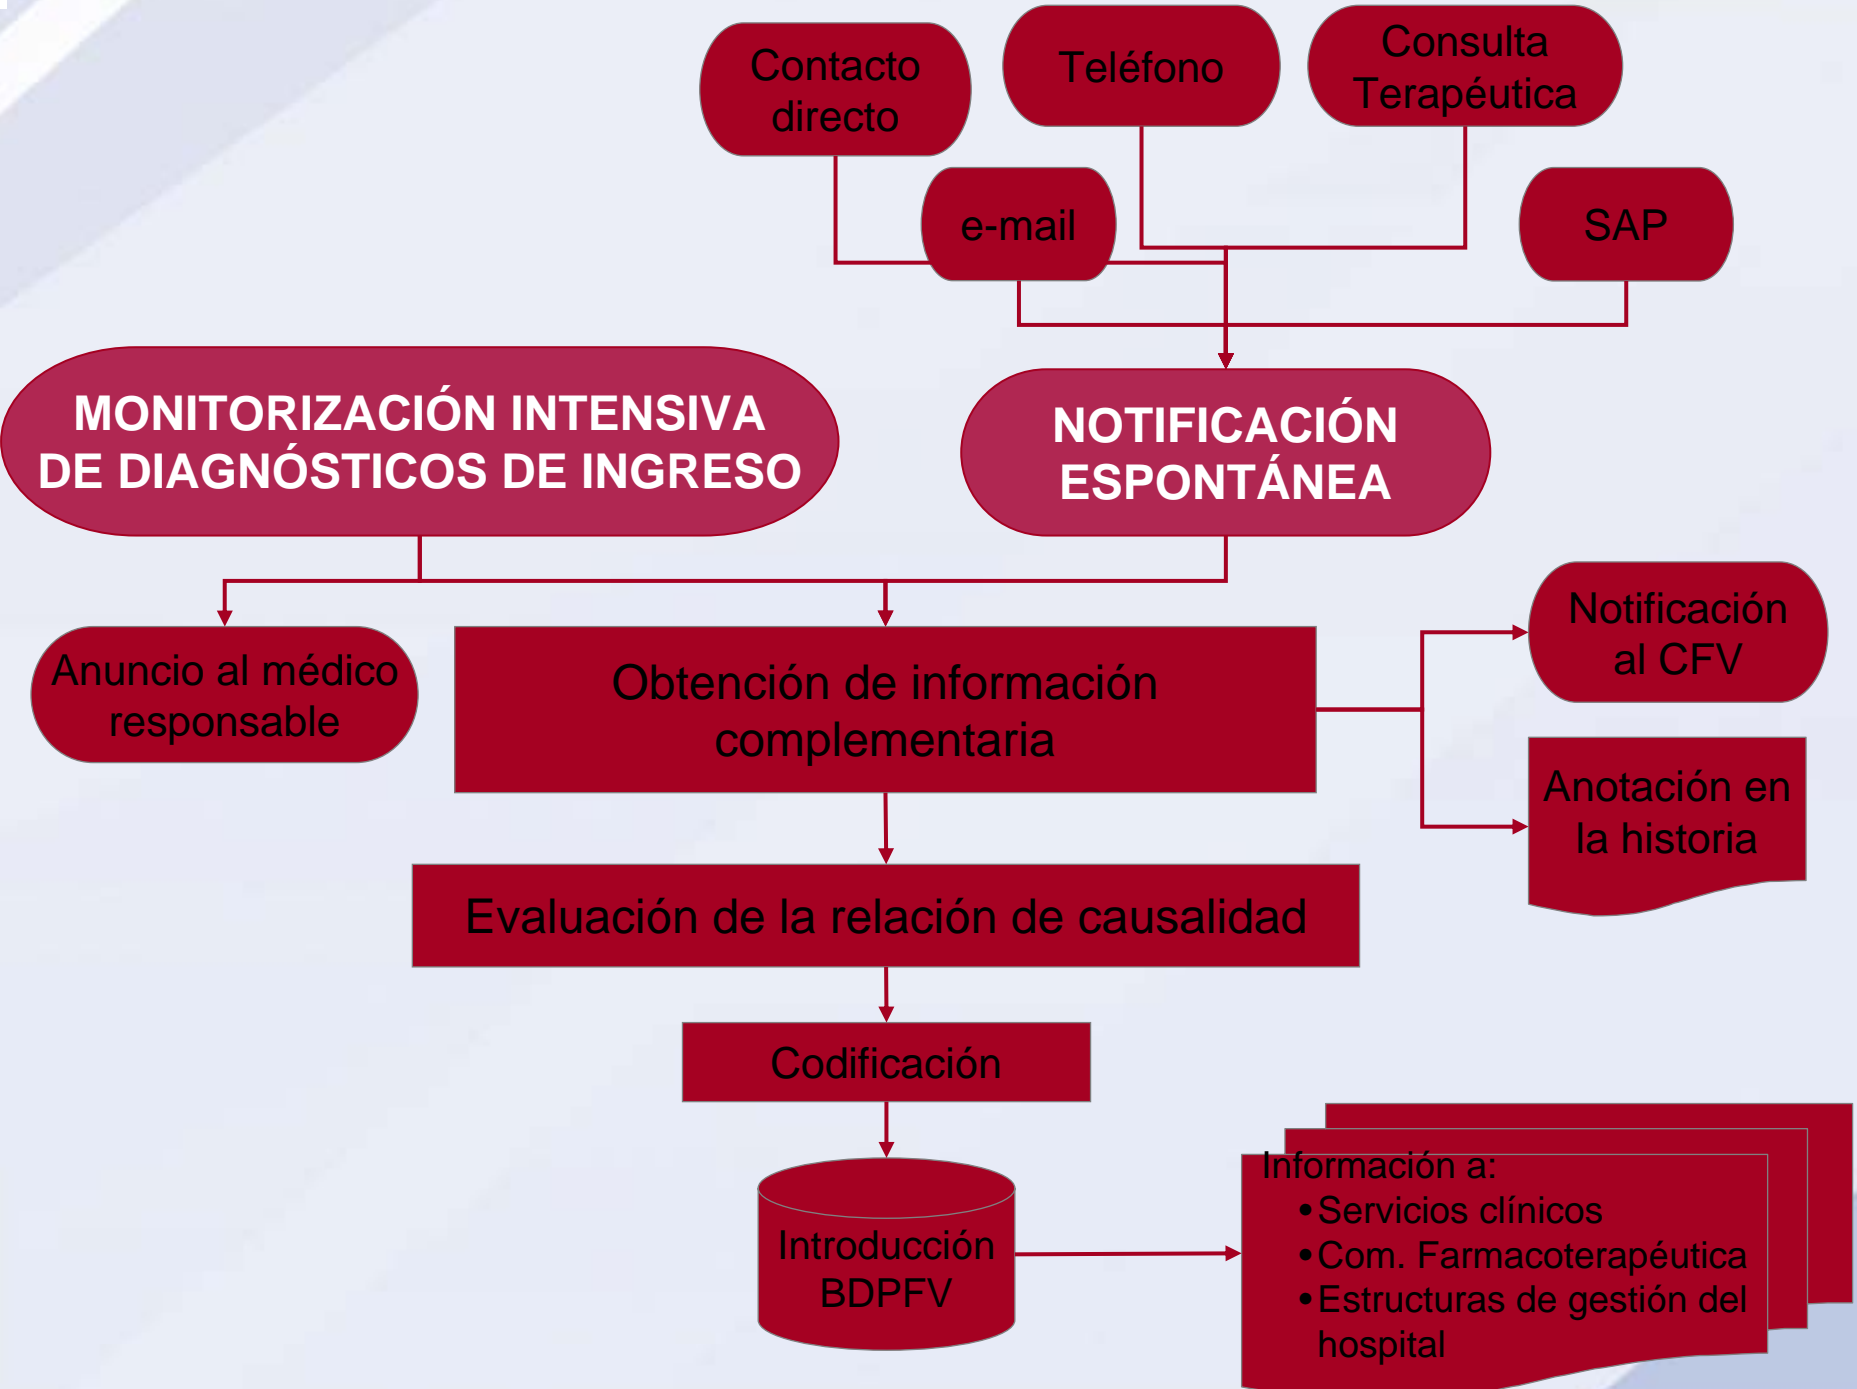 Contacto
directo
Teléfono
Consulta
Terapéutica
e-mail
SAP
MONITORIZACIÓN INTENSIVA
DE DIAGNÓSTICOS DE INGRESO
NOTIFICACIÓN
ESPONTÁNEA
Anuncio al médico
responsable
Obtención de información
complementaria
Notificación
al CFV
Anotación en
la historia
Evaluación de la relación de causalidad
Codificación
Introducción
BDPFV
Información a:
•Servicios clínicos
•Com. Farmacoterapéutica
•Estructuras de gestión del
hospital